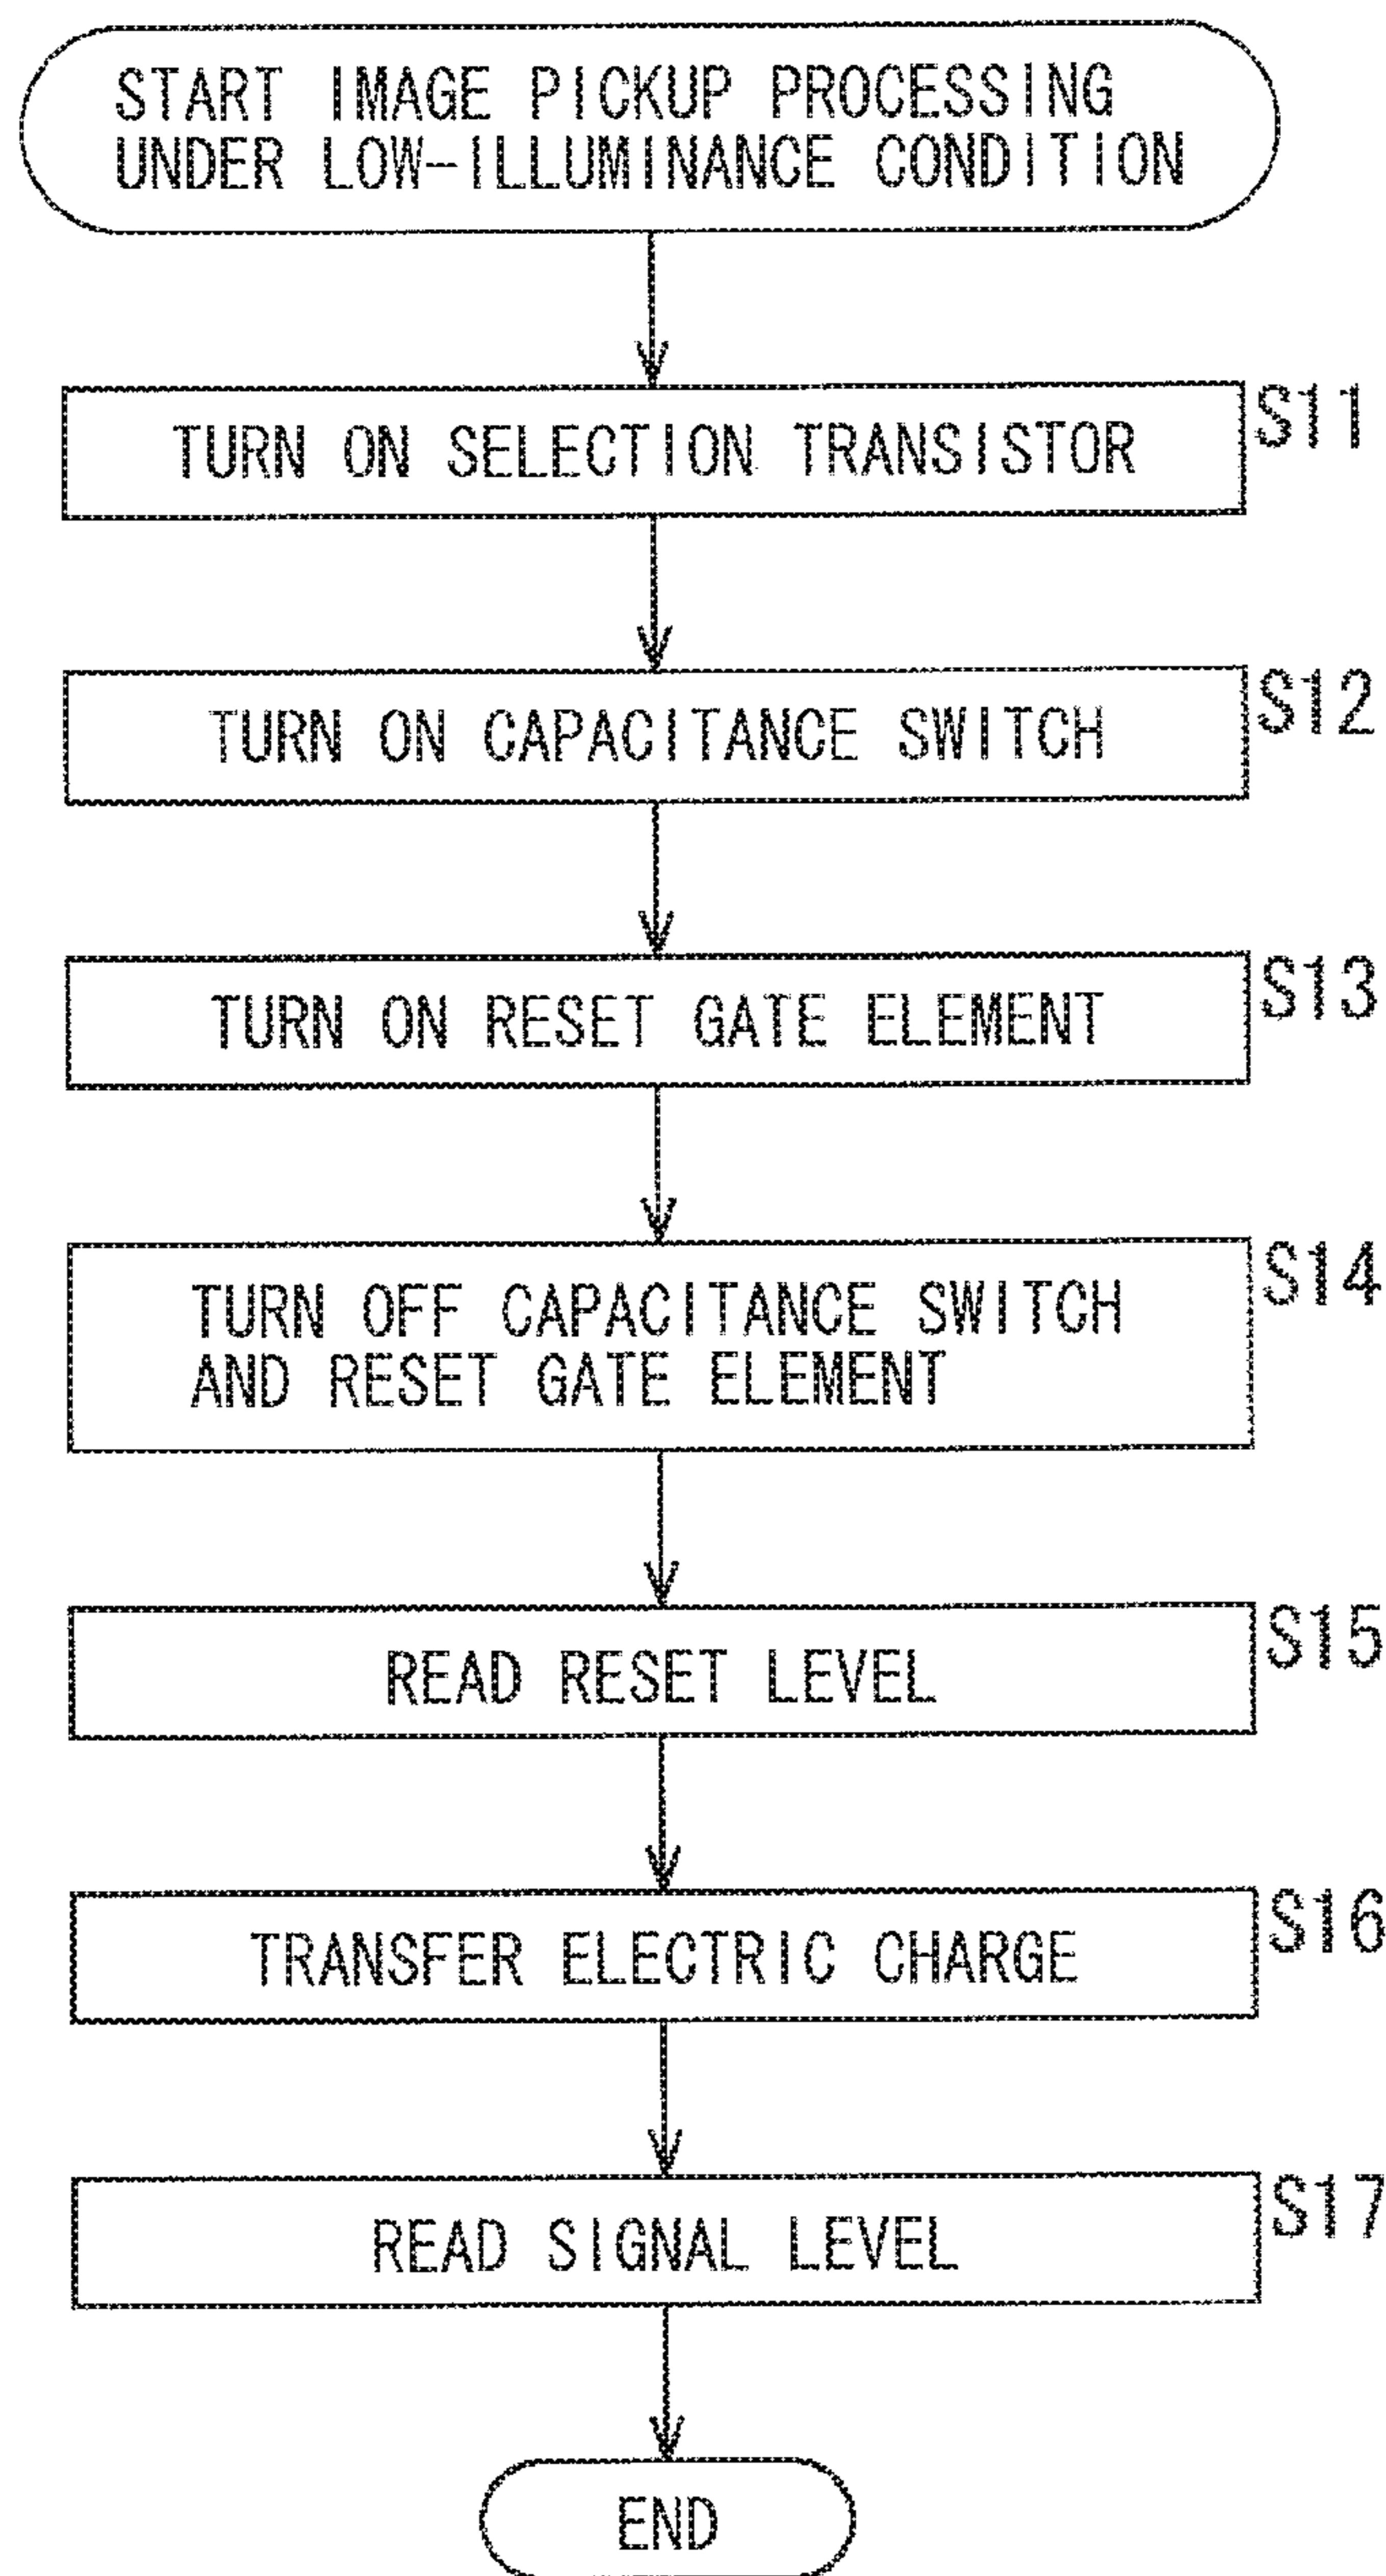 START IMAGE PICKUP PROCESSING
UNDER LOW-ILLUMINANCE CONDITION
TURN ON SELECTION TRANSISTOR
S11
TURN ON CAPACITANCE SWITCH
S12
TURN ON RESET GATE ELEMENT
S13
TURN OFF CAPACITANCE SWITCH
AND RESET GATE ELEMENT
S14
READ RESET LEVEL
S15
TRANSFER ELECTRIC CHARGE
S16
READ SIGNAL LEVEL
S17
END